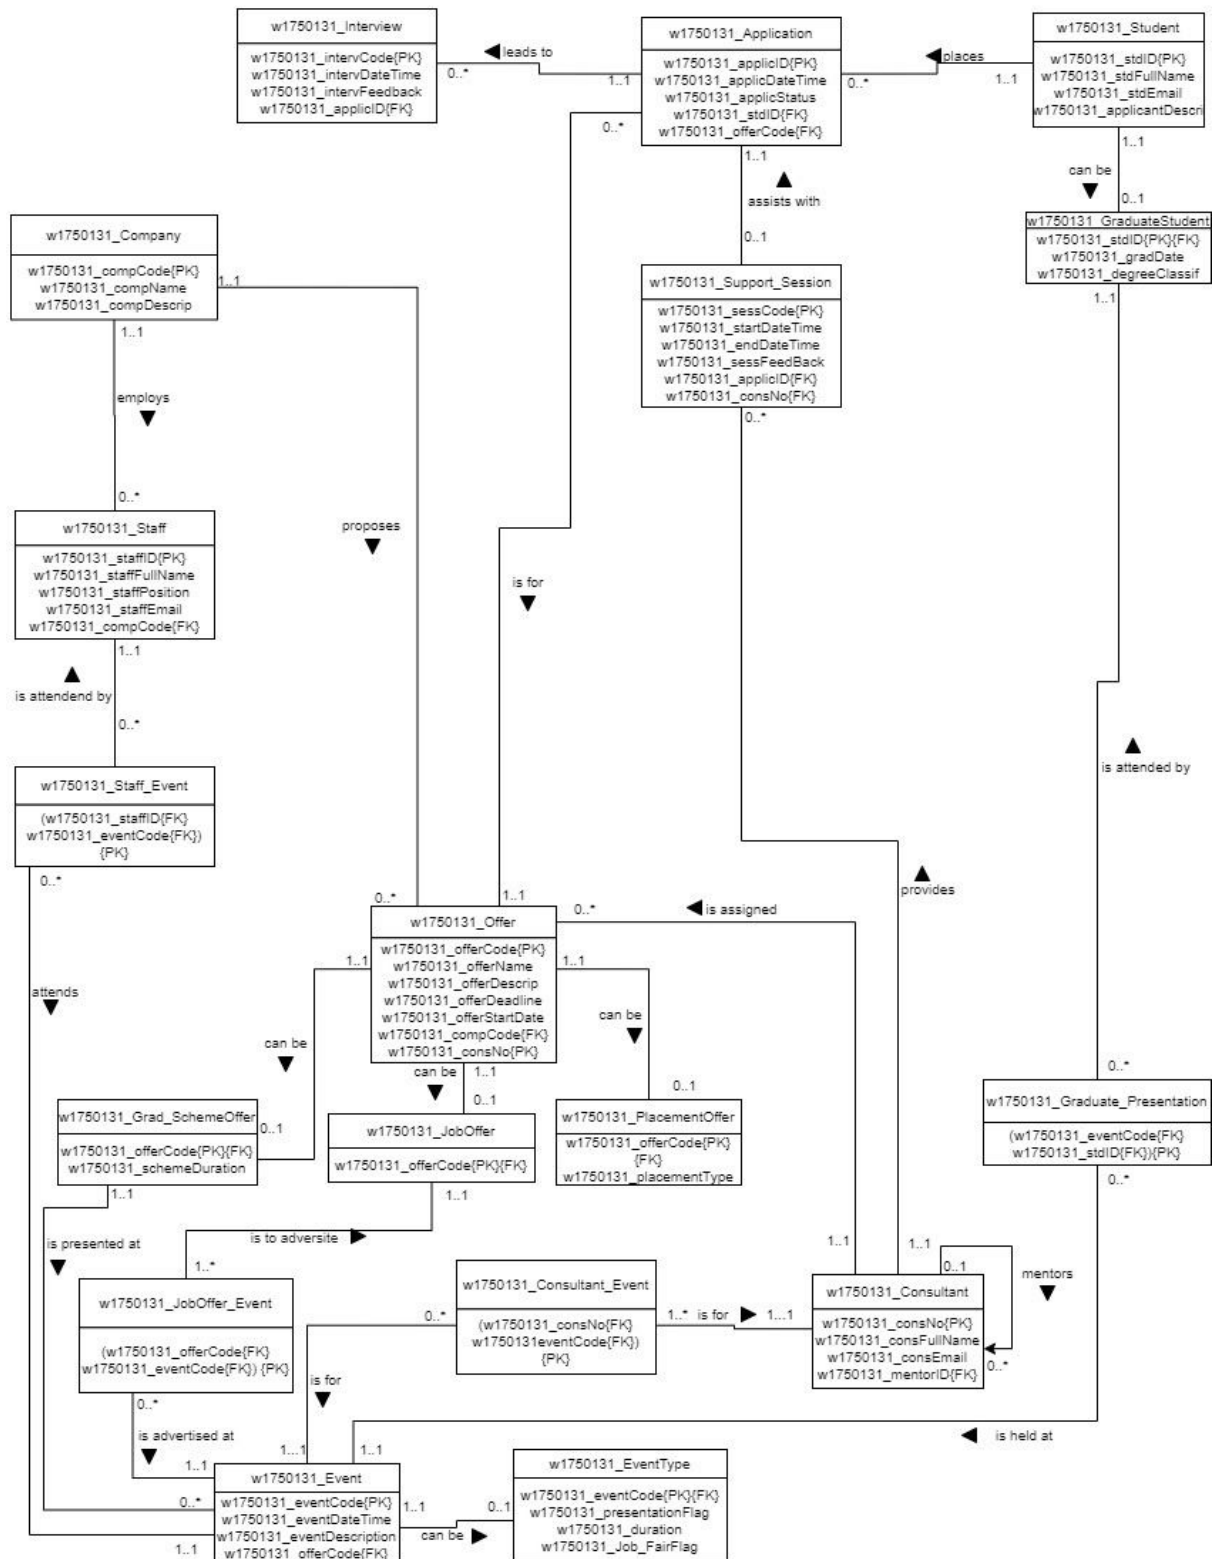 w1750131_Interview
w1750131_intervCode{PK}
w1750131_intervDateTime
w1750131_intervFeedback
w1750131_applicID{FK}
leads to
0..*
1..1
w1750131_Application
w1750131_applicID{PK}
w1750131_applicDateTime
w1750131_applicStatus
w1750131_stdID{FK}
w1750131_offerCode{FK}
places
0..*
1..1
w1750131_Student
w1750131_stdID{PK}
w1750131_stdFullName
w1750131_stdEmail
w1750131_applicantDescri
0..*
1..1
assists with
0..1
1..1
can be
0..1
w1750131_Company
w1750131_compCode{PK}
w1750131_compName
w1750131_compDescrip
1..1
1..1
w1750131_GraduateStudent
w1750131_stdID{PK}{FK}
w1750131_gradDate
w1750131_degreeClassif
1..1
w1750131_Support_Session
w1750131_sessCode{PK}
w1750131_startDateTime
w1750131_endDateTime
w1750131_sessFeedBack
w1750131_applicID{FK}
w1750131_consNo{FK}
0..*
employs
0..*
proposes
is for
w1750131_Staff
w1750131_staffID{PK}
w1750131_staffFullName
w1750131_staffPosition
w1750131_staffEmail
w1750131_compCode{FK}
1..1
is attendend by
0..*
is attended by
w1750131_Staff_Event
(w1750131_staffID{FK}
w1750131_eventCode{FK})
{PK}
0..*
attends
0..*
1..1
0..*
is assigned
provides
w1750131_Offer
w1750131_offerCode{PK}
w1750131_offerName
w1750131_offerDescrip
w1750131_offerDeadline
w1750131_offerStartDate
w1750131_compCode{FK}
w1750131_consNo{PK}
1..1
1..1
can be
can be
1..1
can be
0..1
0..1
0..1
0..*
w1750131_Grad_SchemeOffer
w1750131_offerCode{PK}{FK}
w1750131_schemeDuration
1..1
w1750131_JobOffer
w1750131_offerCode{PK}{FK}
1..1
w1750131_PlacementOffer
w1750131_offerCode{PK}
{FK}
w1750131_placementType
w1750131_Graduate_Presentation
(w1750131_eventCode{FK}
w1750131_stdID{FK}){PK}
0..*
is presented at
is to adversite
1..*
1..1
1..1
0..1
mentors
0..*
w1750131_JobOffer_Event
(w1750131_offerCode{FK}
w1750131_eventCode{FK}) {PK}
0..*
w1750131_Consultant_Event
(w1750131_consNo{FK}
w1750131eventCode{FK})
{PK}
0..*
1..*
is for
1...1
w1750131_Consultant
w1750131_consNo{PK}
w1750131_consFullName
w1750131_consEmail
w1750131_mentorID{FK}
is for
is advertised at
1..1
1...1
1..1
is held at
0..*
1..1
w1750131_Event
w1750131_eventCode{PK}
w1750131_eventDateTime
w1750131_eventDescription
w1750131_offerCode{FK}
1..1
can be
0..1
w1750131_EventType
w1750131_eventCode{PK}{FK}
w1750131_presentationFlag
w1750131_duration
w1750131_Job_FairFlag